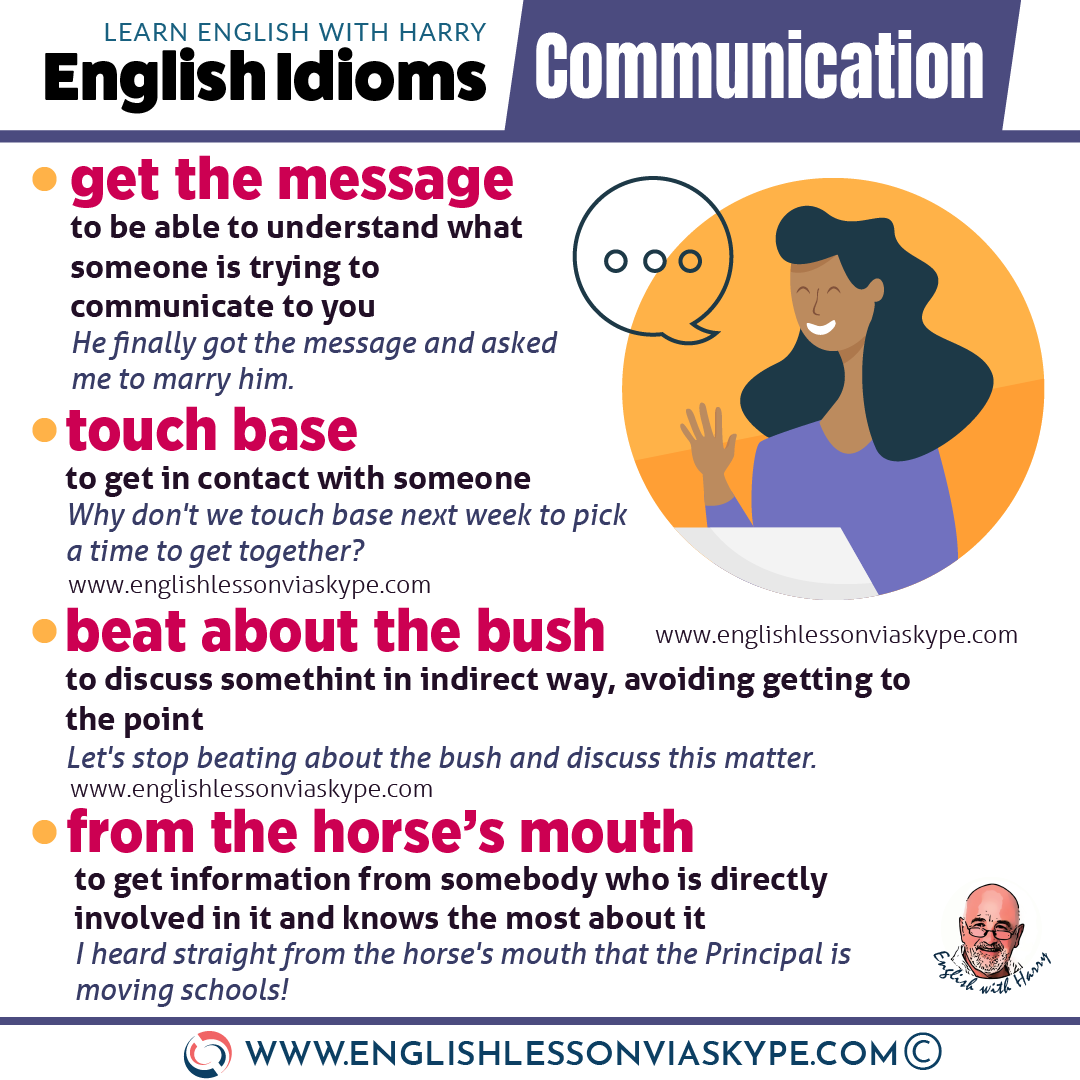 LEARN ENGLISH WITH HARRY
English Idioms
Communication
get the message
to be able to understand what
someone is trying to
communicate to you
He finally got the message and asked
me to marry him.
touch base
to get in contact with someone
Why don't we touch base next week to pick
a time to get together?
www.englishlessonviaskype.com
beat about the bush
www.englishlessonviaskype.com
to discuss somethint in indirect way, avoiding getting to
the point
Let's stop beating about the bush and discuss this matter.
www.englishlessonviaskype.com
from the horse’s mouth
to get information from somebody who is directly
involved in it and knows the most about it
I heard straight from the horse's mouth that the Principal is
moving schools!
English with Harry
WWW.ENGLISHLESSONVIASKYPE.COM©